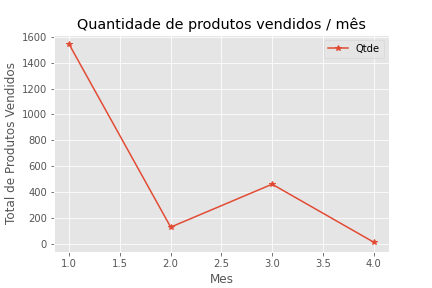 Quantidade de produtos vendidos / mês
Qtde
Total de Produtos Vendidos
1600
1400
1200
1000
800
600
400
200
0
1.0 1.5 2.0 2.5 3.0 3.5 4.0
Mes